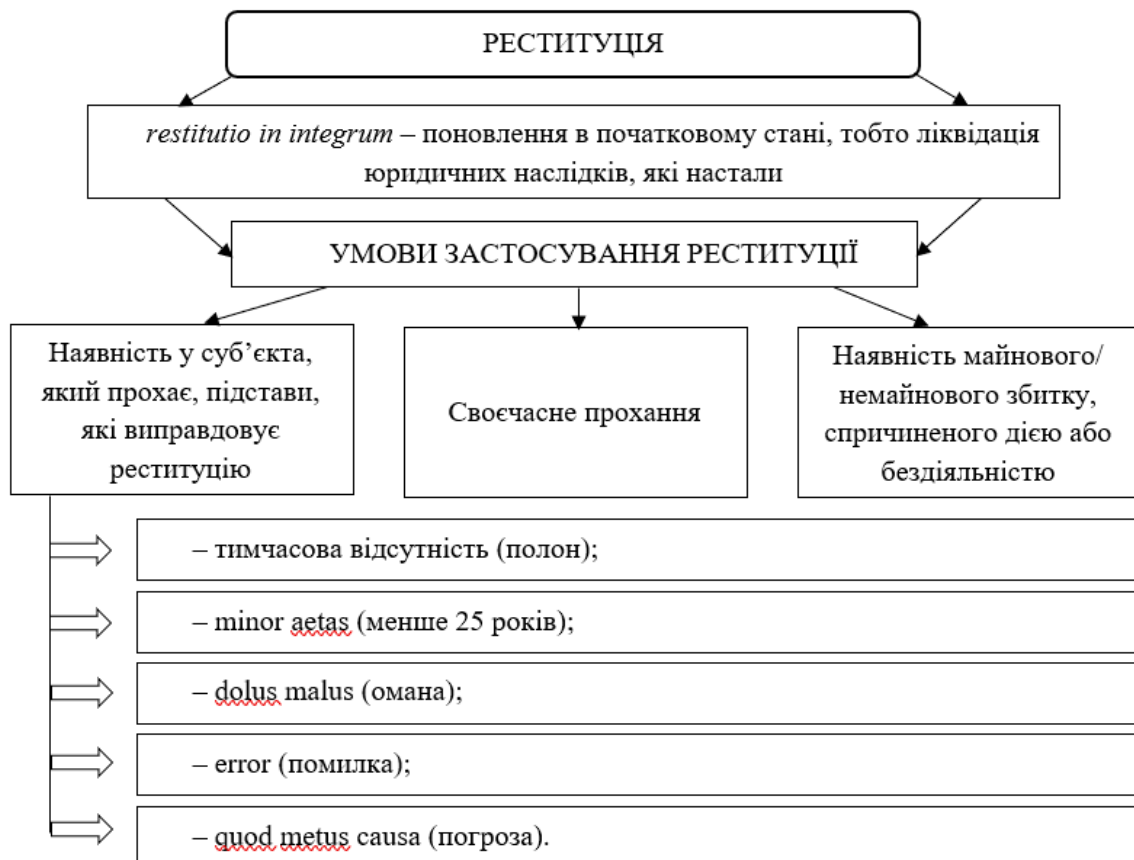 РЕСТИТУЦІЯ
restitutio in integrum – поновлення в початковому стані, тобто ліквідація
юридичних наслідків, які настали
УМОВИ ЗАСТОСУВАННЯ РЕСТИТУЦІЇ
Наявність у суб’єкта,
який прохає, підстави,
які виправдовує
реституцію
Своєчасне прохання
Наявність майнового/
немайнового збитку,
спричиненого дією або
бездіяльністю
– тимчасова відсутність (полон);
– minor aetas (менше 25 років);
– dolus malus (омана);
– error (помилка);
– quod metus causa (погроза).